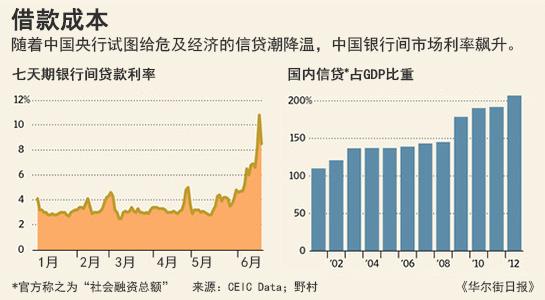 借款成本
随着中国央行试图给危及经济的信贷潮降温，中国银行间市场利率飙升。
七天期银行间贷款利率
12%
10
8
6
4
2
0
1月 2月 3月 4月 5月 6月
国内信贷*占GDP比重
200%
150
100
50
0
'02 '04 '06 '08 '10 '12
*官方称之为“社会融资总额” 来源：CEIC Data；野村 《华尔街日报》